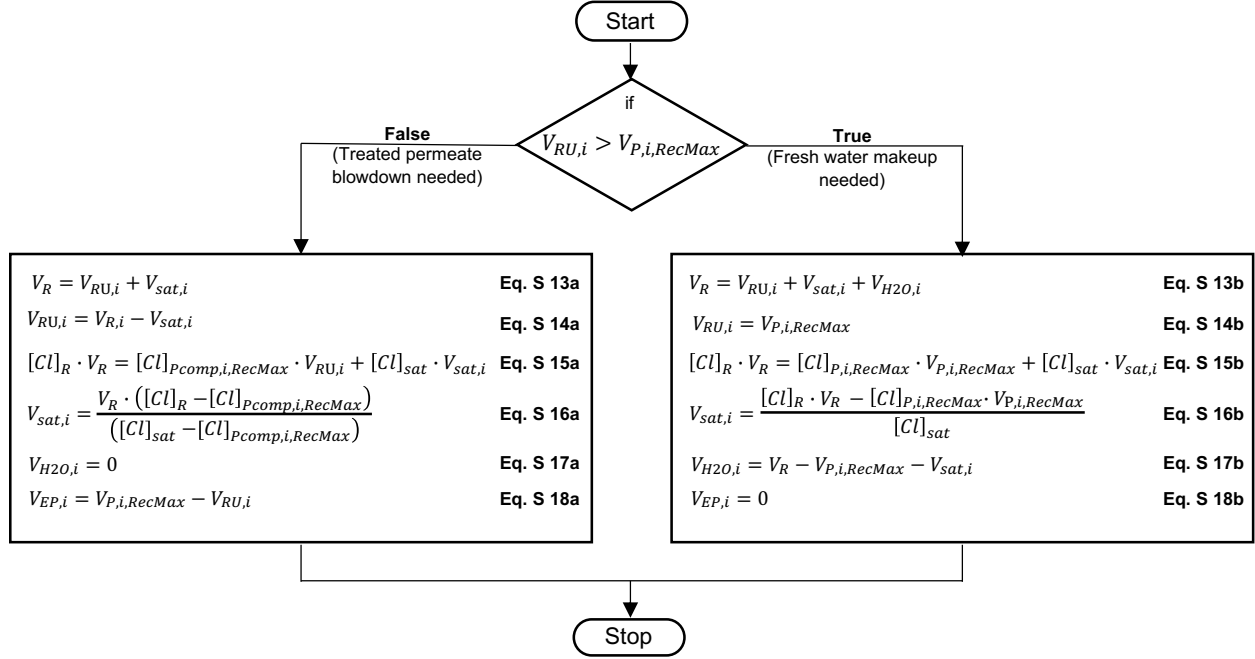 Start
if
V_{RU,i} > V_{P,i,RecMax}
False
(Treated permeate
blowdown needed)
True
(Fresh water makeup
needed)
V_R = V_{RU,i} + V_{sat,i} Eq. S 13a
V_{RU,i} = V_{R,i} − V_{sat,i} Eq. S 14a
[Cl]_R · V_R = [Cl]_{Pcomp,i,RecMax} · V_{RU,i} + [Cl]_{sat} · V_{sat,i} Eq. S 15a
V_{sat,i} = \frac{V_R · ([Cl]_R − [Cl]_{Pcomp,i,RecMax})}{([Cl]_{sat} − [Cl]_{Pcomp,i,RecMax})} Eq. S 16a
V_{H2O,i} = 0 Eq. S 17a
V_{EP,i} = V_{P,i,RecMax} − V_{RU,i} Eq. S 18a
V_R = V_{RU,i} + V_{sat,i} + V_{H2O,i} Eq. S 13b
V_{RU,i} = V_{P,i,RecMax} Eq. S 14b
[Cl]_R · V_R = [Cl]_{P,i,RecMax} · V_{P,i,RecMax} + [Cl]_{sat} · V_{sat,i} Eq. S 15b
V_{sat,i} = \frac{[Cl]_R · V_R − [Cl]_{P,i,RecMax} · V_{P,i,RecMax}}{[Cl]_{sat}} Eq. S 16b
V_{H2O,i} = V_R − V_{P,i,RecMax} − V_{sat,i} Eq. S 17b
V_{EP,i} = 0 Eq. S 18b
Stop